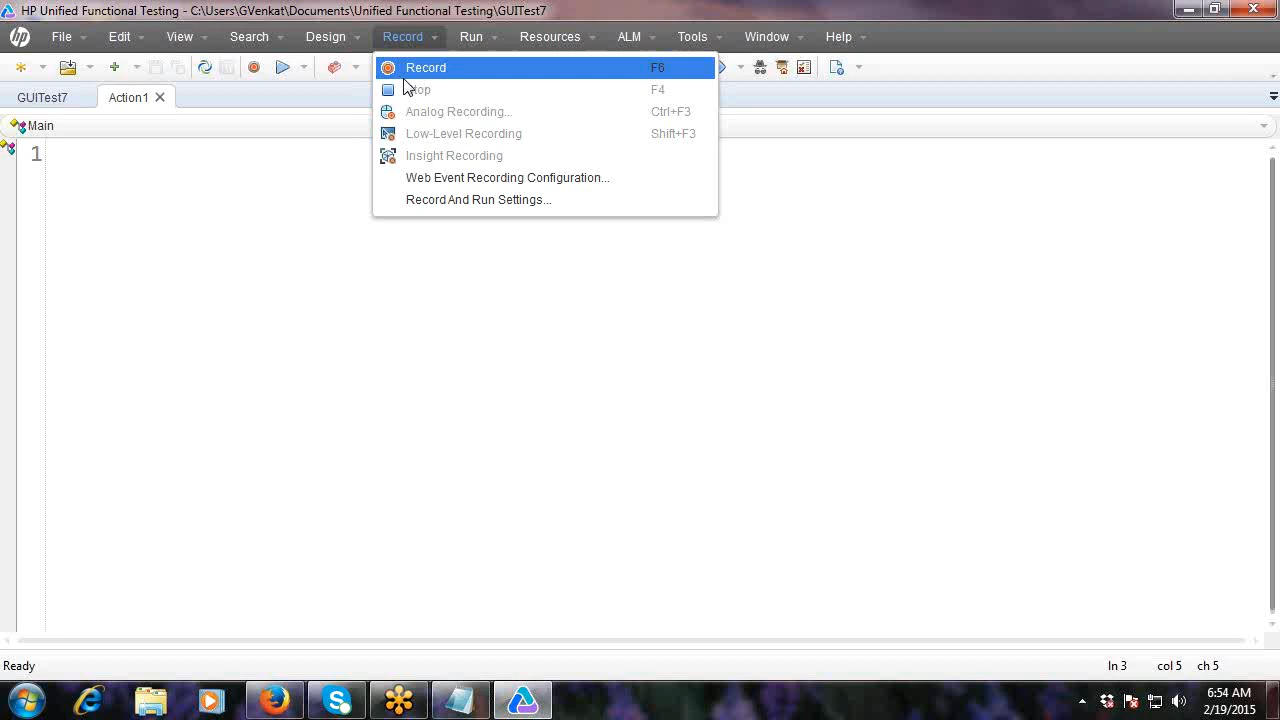 HP Unified Functional Testing - C:\Users\GVenkat\Documents\Unified Functional Testing\GUITest7
hp File Edit View Search Design Record Run Resources ALM Tools Window Help
Record F6
F4
Analog Recording... Ctrl+F3
Low-Level Recording Shift+F3
Insight Recording
Web Event Recording Configuration...
Record And Run Settings...
GUITest7 Action1
Main
1
Ready ln 3 col 5 ch 5
6:54 AM
2/19/2015